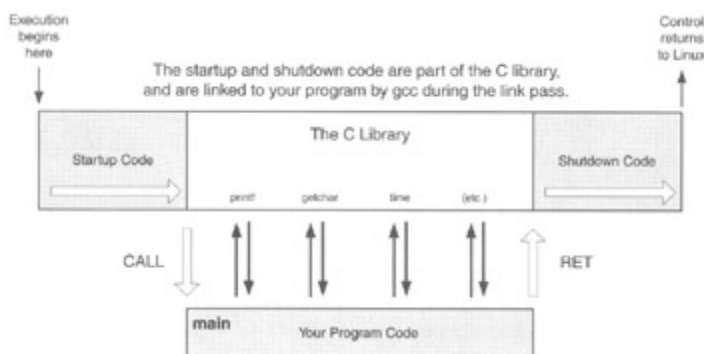 Execution
begins
here
Control
returns
to Linux
The startup and shutdown code are part of the C library,
and are linked to your program by gcc during the link pass.
The C Library
Startup Code
Shutdown Code
printf
getchar
time
(etc.)
CALL
RET
main
Your Program Code